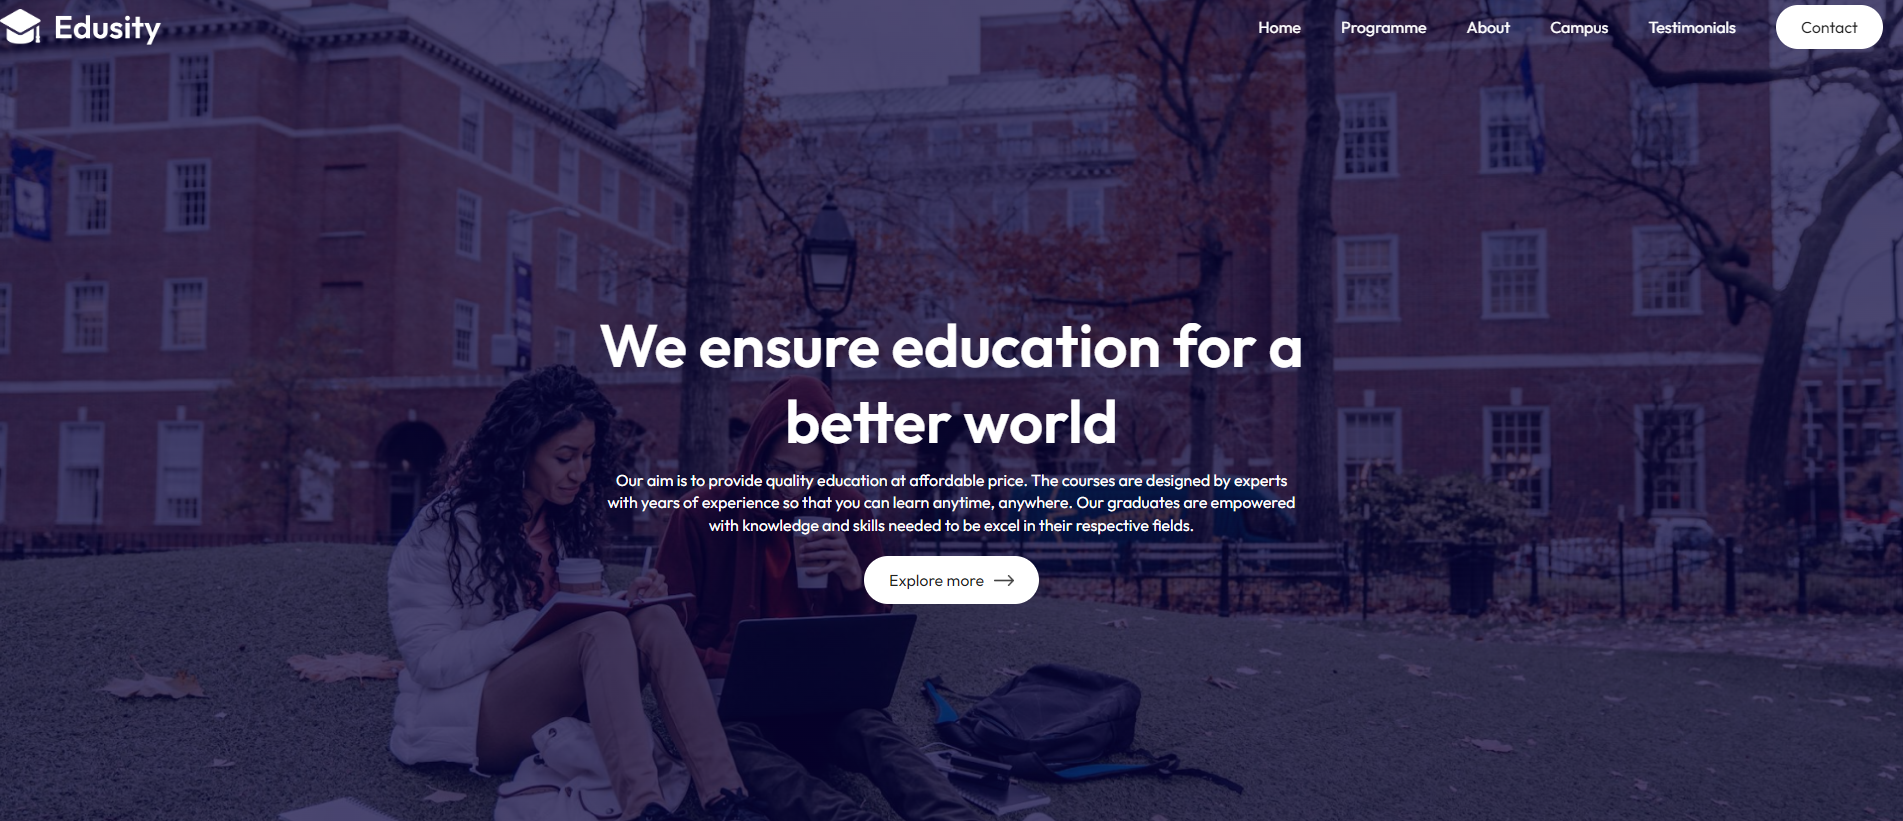 Edusity
Home Programme About Campus Testimonials Contact
We ensure education for a
better world
Our aim is to provide quality education at affordable price. The courses are designed by experts
with years of experience so that you can learn anytime, anywhere. Our graduates are empowered
with knowledge and skills needed to be excel in their respective fields.
Explore more